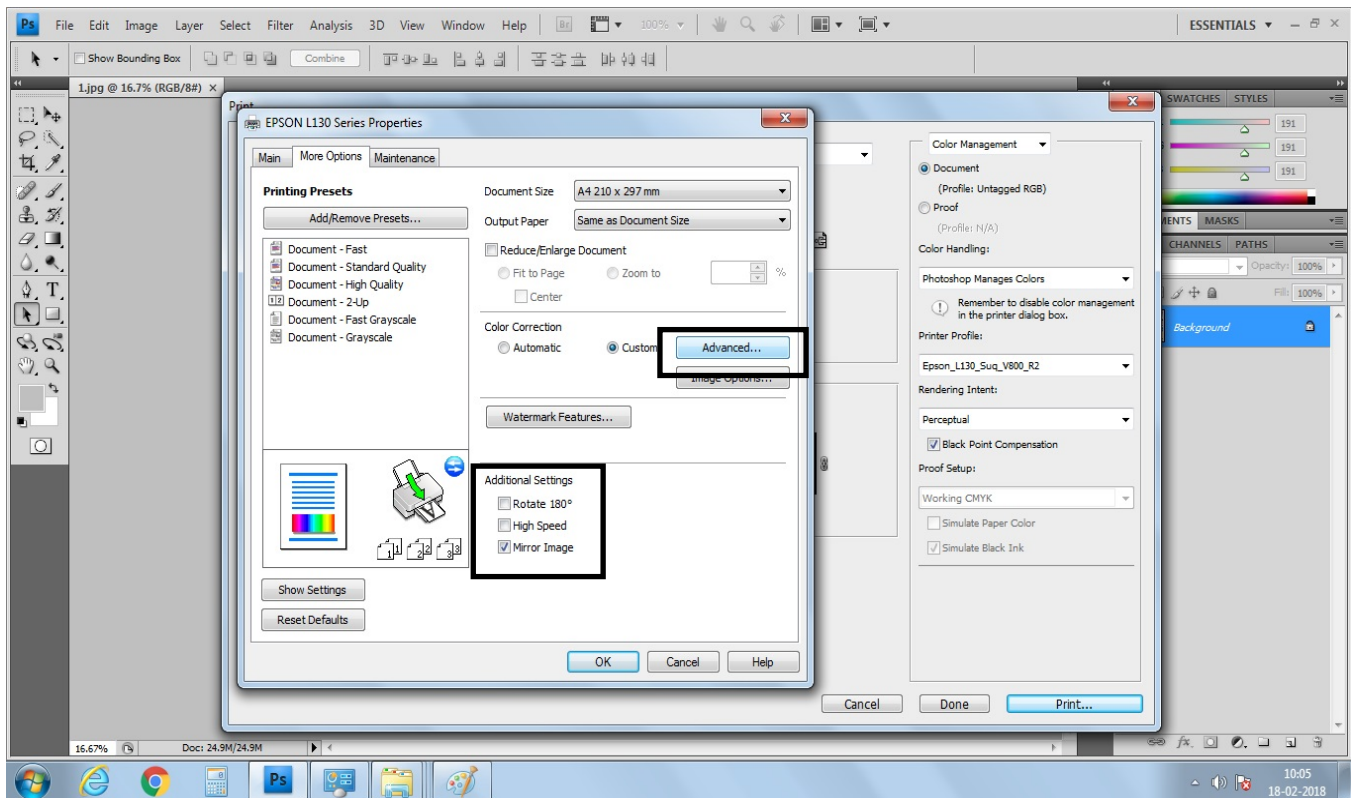 Ps File Edit Image Layer Select Filter Analysis 3D View Window Help Br 100% ESSENTIALS
Show Bounding Box Combine
1.jpg @ 16.7% (RGB/8#) ×
SWATCHES STYLES
191
191
191
MASKS
CHANNELS PATHS
Opacity: 100%
Fill: 100%
Background
Print
EPSON L130 Series Properties
Main More Options Maintenance
Printing Presets
Add/Remove Presets...
Document - Fast
Document - Standard Quality
Document - High Quality
Document - 2-Up
Document - Fast Grayscale
Document - Grayscale
Document Size A4 210 x 297 mm
Output Paper Same as Document Size
Reduce/Enlarge Document
Fit to Page Zoom to %
Center
Color Correction
Automatic Custom Advanced...
Image Options...
Watermark Features...
Additional Settings
Rotate 180°
High Speed
Mirror Image
Show Settings
Reset Defaults
OK Cancel Help
Color Management
Document
(Profile: Untagged RGB)
Proof
(Profile: N/A)
Color Handling:
Photoshop Manages Colors
Remember to disable color management
in the printer dialog box.
Printer Profile:
Epson_L130_Suq_V800_R2
Rendering Intent:
Perceptual
Black Point Compensation
Proof Setup:
Working CMYK
Simulate Paper Color
Simulate Black Ink
Cancel Done Print...
16.67% Doc: 24.9M/24.9M
Ps
10:05
18-02-2018